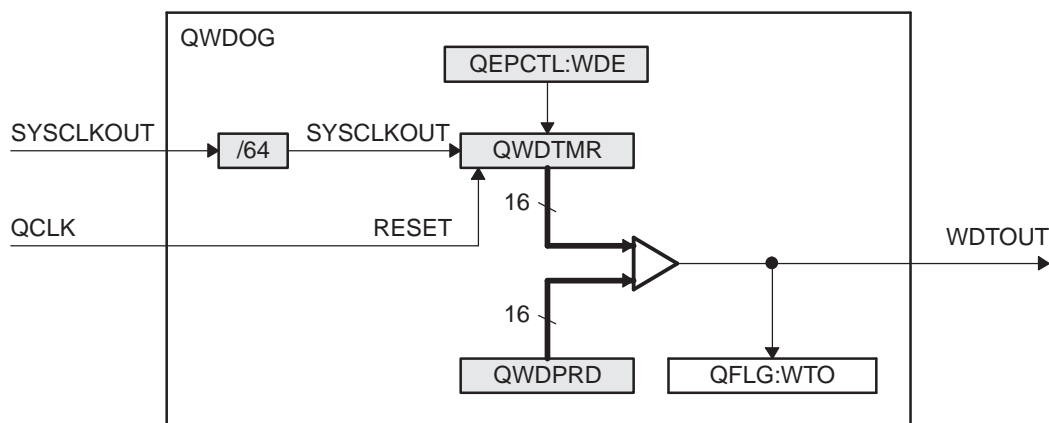 QWDOG
QEPCTL:WDE
SYSCLKOUT
/64
SYSCLKOUT
QWDTMR
16
QCLK
RESET
WDTOUT
16
QWDPRD
QFLG:WTO